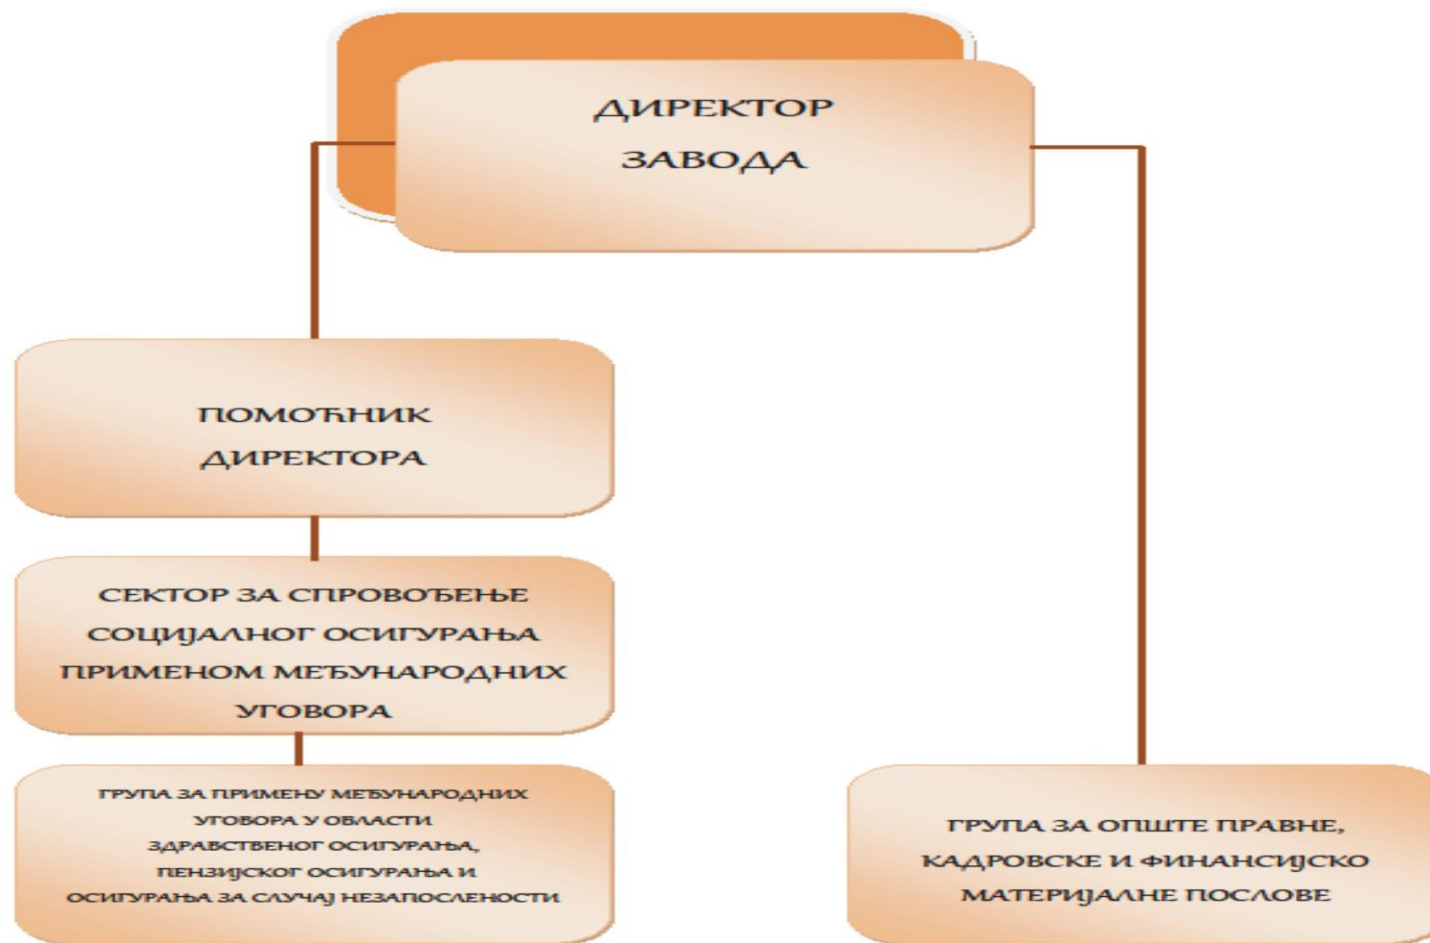 ДИРЕКТОР
ЗАВОДА
ПОМОЋНИК
ДИРЕКТОРА
СЕКТОР ЗА СПРОВОЂЕЊЕ
СОЦИЈАЛНОГ ОСИГУРАЊА
ПРИМЕНОМ МЕЂУНАРОДНИХ
УГОВОРА
ГРУПА ЗА ПРИМЕНУ МЕЂУНАРОДНИХ
УГОВОРА У ОБЛАСТИ
ЗДРАВСТВЕНОГ ОСИГУРАЊА,
ПЕНЗИЈСКОГ ОСИГУРАЊА И
ОСИГУРАЊА ЗА СЛУЧАЈ НЕЗАПОСЛЕНОСТИ
ГРУПА ЗА ОПШТЕ ПРАВНЕ,
КАДРОВСКЕ И ФИНАНСИЈСКО
МАТЕРИЈАЛНЕ ПОСЛОВЕ